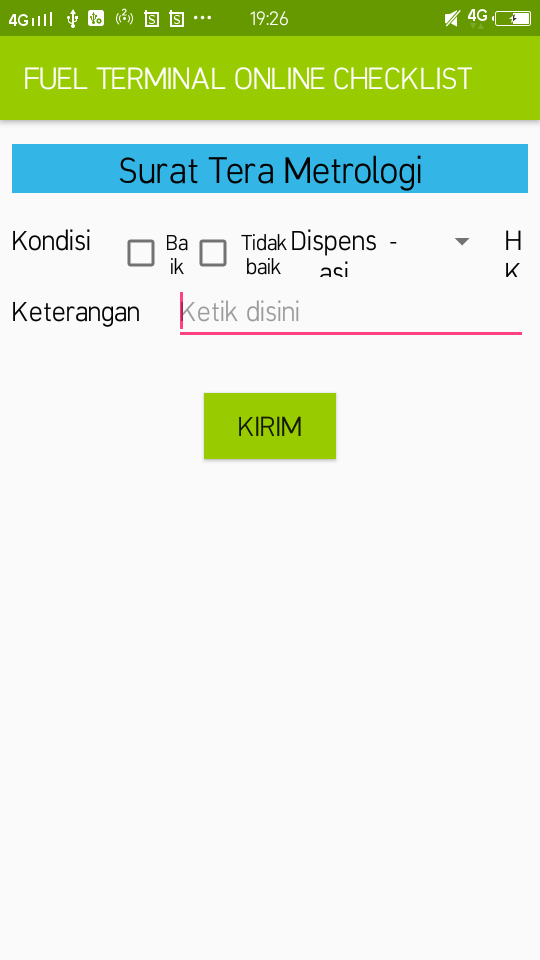 4G 19:26 4G
FUEL TERMINAL ONLINE CHECKLIST
Surat Tera Metrologi
Kondisi Ba Tidak Dispens - H
ik baik asi K
Keterangan Ketik disini
KIRIM